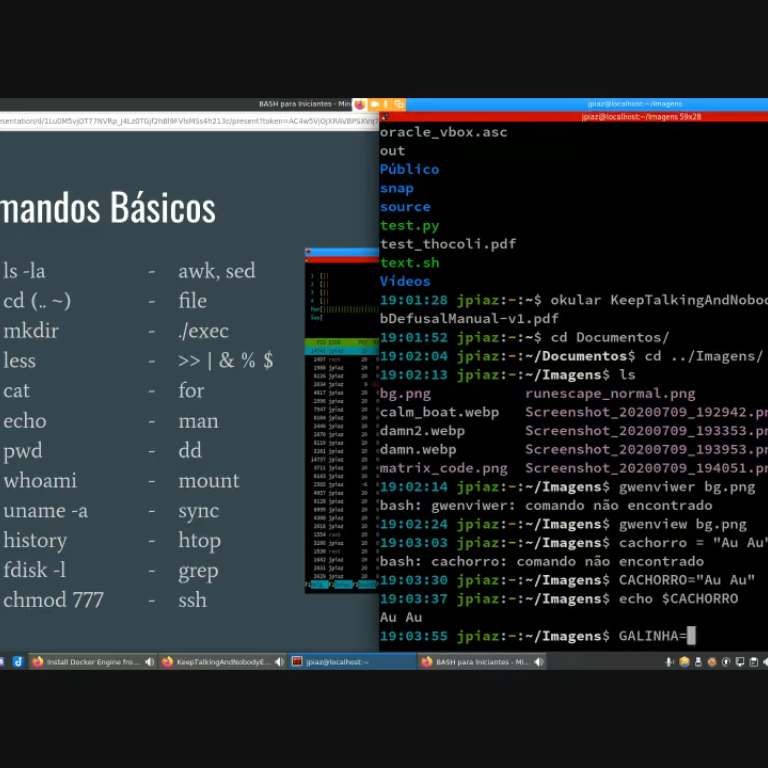 BASH para Iniciantes - Mi
jpiaz@localhost:~/Imagens
jpiaz@localhost:~/Imagens 59x28
mandos Básicos
ls -la - awk, sed
cd (.. ~) - file
mkdir - ./exec
less - >> | & % $
cat - for
echo - man
pwd - dd
whoami - mount
uname -a - sync
history - htop
fdisk -l - grep
chmod 777 - ssh
oracle_vbox.asc
out
Público
snap
source
test.py
test_thocoli.pdf
text.sh
Vídeos
19:01:28 jpiaz:-:~$ okular KeepTalkingAndNobod
bDefusalManual-v1.pdf
19:01:52 jpiaz:-:~$ cd Documentos/
19:02:04 jpiaz:-:~/Documentos$ cd ../Imagens/
19:02:13 jpiaz:-:~/Imagens$ ls
bg.png runescape_normal.png
calm_boat.webp Screenshot_20200709_192942.p
damn2.webp Screenshot_20200709_193353.pn
damn.webp Screenshot_20200709_193953.pn
matrix_code.png Screenshot_20200709_194051.p
19:02:14 jpiaz:-:~/Imagens$ gwenviwer bg.png
bash: gwenviwer: comando não encontrado
19:02:24 jpiaz:-:~/Imagens$ gwenview bg.png
19:03:03 jpiaz:-:~/Imagens$ cachorro = "Au Au"
bash: cachorro: comando não encontrado
19:03:30 jpiaz:-:~/Imagens$ CACHORRO="Au Au"
19:03:37 jpiaz:-:~/Imagens$ echo $CACHORRO
Au Au
19:03:55 jpiaz:-:~/Imagens$ GALINHA=
Install Docker Engine fro... KeepTalkingAndNobodyE... jpiaz@localhost:~ BASH para Iniciantes - Mi...